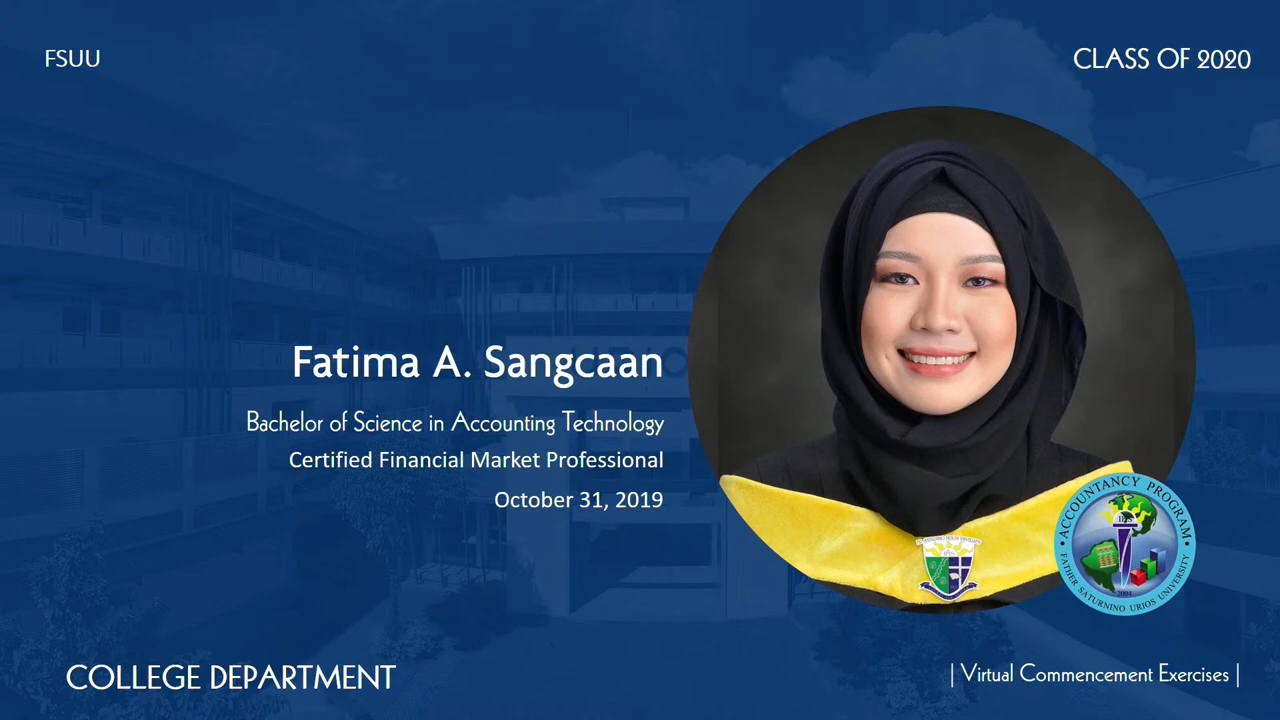 FSUU
CLASS OF 2020
Fatima A. Sangcaan
Bachelor of Science in Accounting Technology
Certified Financial Market Professional
October 31, 2019
ACCOUNTANCY PROGRAM
FATHER SATURNINO URIOS UNIVERSITY
2004
COLLEGE DEPARTMENT
| Virtual Commencement Exercises |